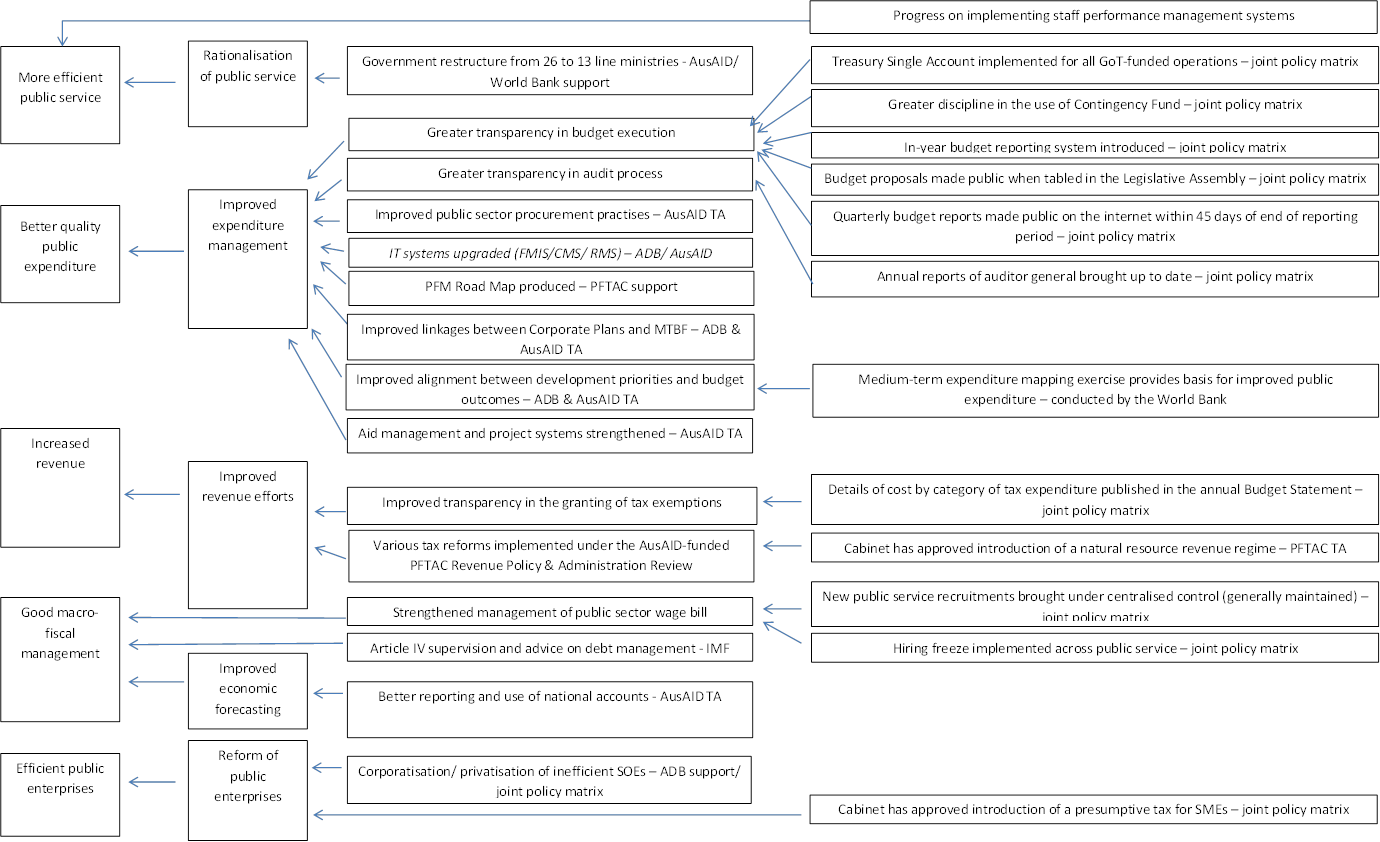 Progress on implementing staff performance management systems
More efficient
public service
Rationalisation
of public service
Government restructure from 26 to 13 line ministries - AusAID/
World Bank support
Treasury Single Account implemented for all GoT-funded operations – joint policy matrix
Greater discipline in the use of Contingency Fund – joint policy matrix
Greater transparency in budget execution
In-year budget reporting system introduced – joint policy matrix
Greater transparency in audit process
Budget proposals made public when tabled in the Legislative Assembly – joint policy matrix
Better quality
public
expenditure
Improved
expenditure
management
Improved public sector procurement practises – AusAID TA
Quarterly budget reports made public on the internet within 45 days of end of reporting
period – joint policy matrix
IT systems upgraded (FMIS/CMS/ RMS) – ADB/ AusAID
PFM Road Map produced – PFTAC support
Annual reports of auditor general brought up to date – joint policy matrix
Improved linkages between Corporate Plans and MTBF – ADB &
AusAID TA
Improved alignment between development priorities and budget
outcomes – ADB & AusAID TA
Medium-term expenditure mapping exercise provides basis for improved public
expenditure – conducted by the World Bank
Aid management and project systems strengthened – AusAID TA
Increased
revenue
Improved
revenue efforts
Improved transparency in the granting of tax exemptions
Details of cost by category of tax expenditure published in the annual Budget Statement –
joint policy matrix
Various tax reforms implemented under the AusAID-funded
PFTAC Revenue Policy & Administration Review
Cabinet has approved introduction of a natural resource revenue regime – PFTAC TA
Good macro-
fiscal
management
Strengthened management of public sector wage bill
New public service recruitments brought under centralised control (generally maintained) –
joint policy matrix
Article IV supervision and advice on debt management - IMF
Hiring freeze implemented across public service – joint policy matrix
Improved
economic
forecasting
Better reporting and use of national accounts - AusAID TA
Efficient public
enterprises
Reform of
public
enterprises
Corporatisation/ privatisation of inefficient SOEs – ADB support/
joint policy matrix
Cabinet has approved introduction of a presumptive tax for SMEs – joint policy matrix